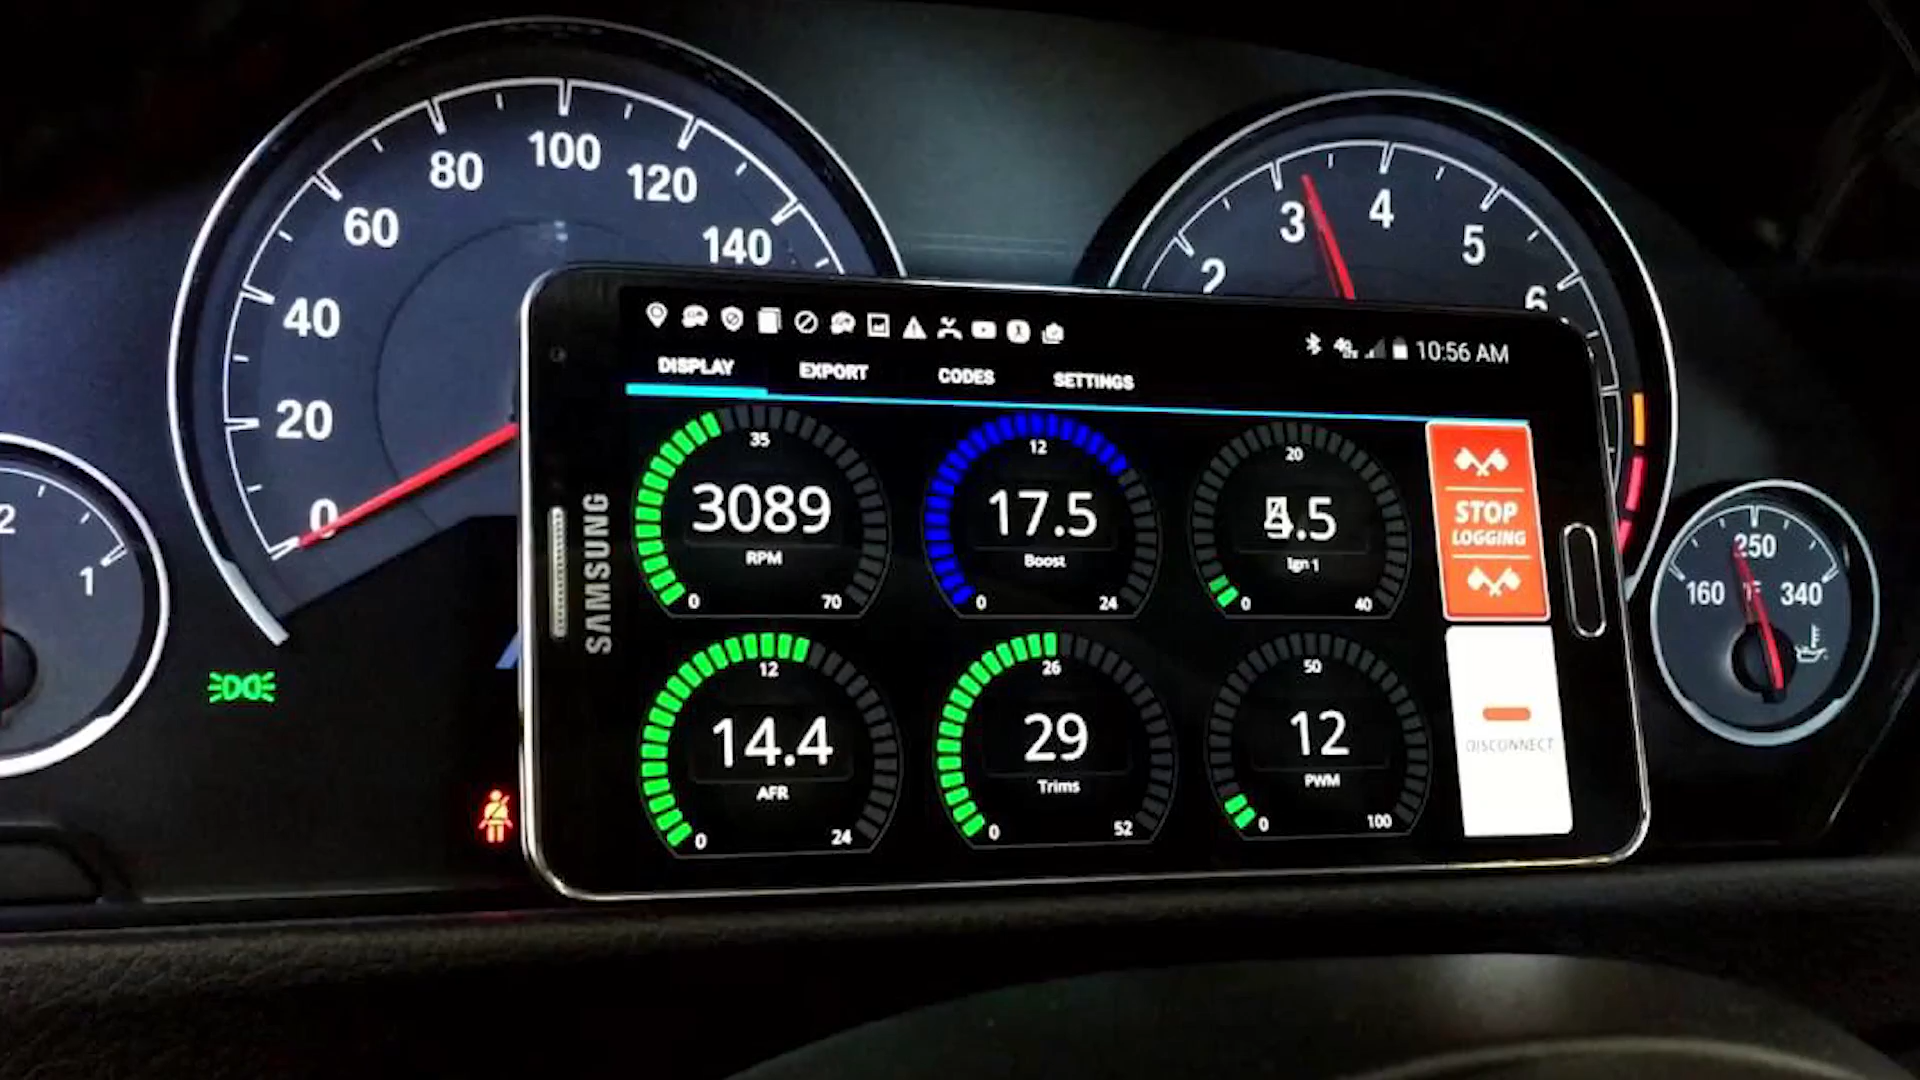 80
100
120
60
140
40
20
0
2
3
4
5
6
2
1
160
250
340
°F
SAMSUNG
4G LTE
10:56 AM
DISPLAY
EXPORT
CODES
SETTINGS
35
3089
RPM
0
70
12
17.5
Boost
0
24
20
.5
Ign 1
0
40
STOP
LOGGING
12
14.4
AFR
0
24
26
29
Trims
0
52
50
12
PWM
0
100
DISCONNECT